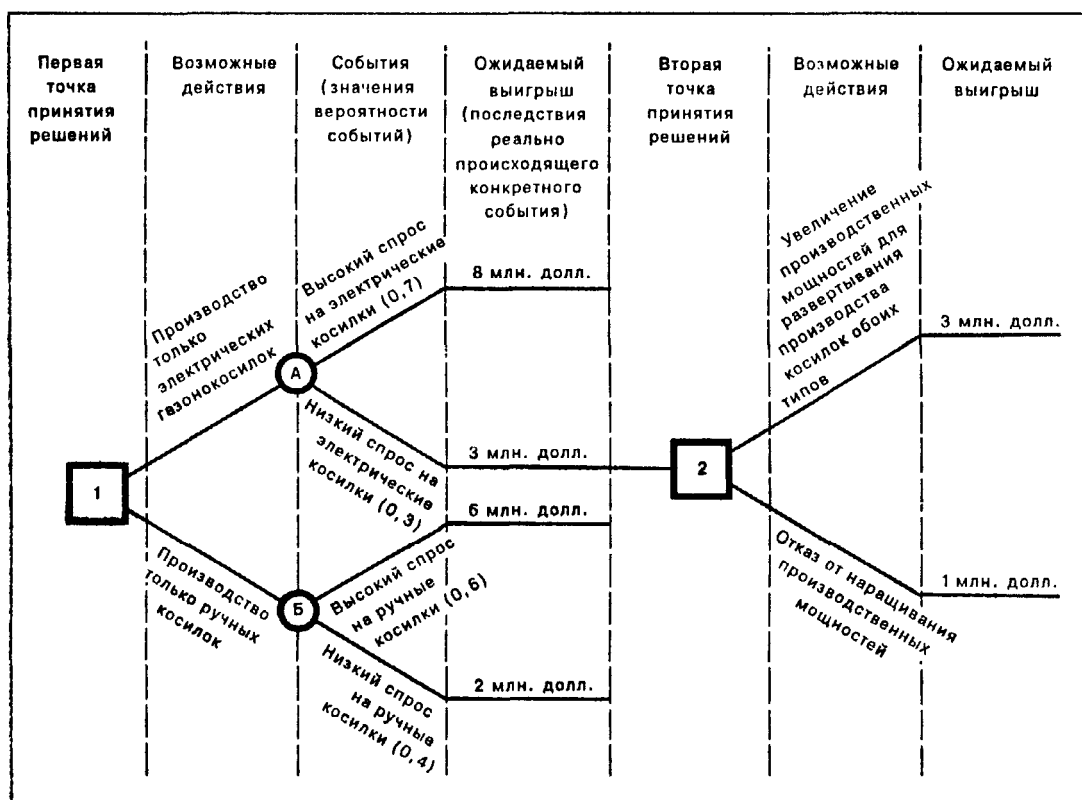 Первая
точка
принятия
решений
Возможные
действия
События
(значения
вероятности
событий)
Ожидаемый
выигрыш
(последствия
реально
происходящего
конкретного
события)
Вторая
точка
принятия
решений
Возможные
действия
Ожидаемый
выигрыш
Производство
только
электрических
газонокосилок
Высокий спрос
на электрические
косилки (0,7)
8 млн. долл.
Увеличение
производственных
мощностей для
развертывания
производства
косилок обоих
типов
3 млн. долл.
А
1
Низкий спрос на
электрические
косилки (0,3)
3 млн. долл.
2
6 млн. долл.
Производство
только ручных
косилок
Б
Высокий спрос
на ручные
косилки (0,6)
Отказ от наращивания
производственных
мощностей
1 млн. долл.
Низкий спрос
на ручные
косилки (0,4)
2 млн. долл.